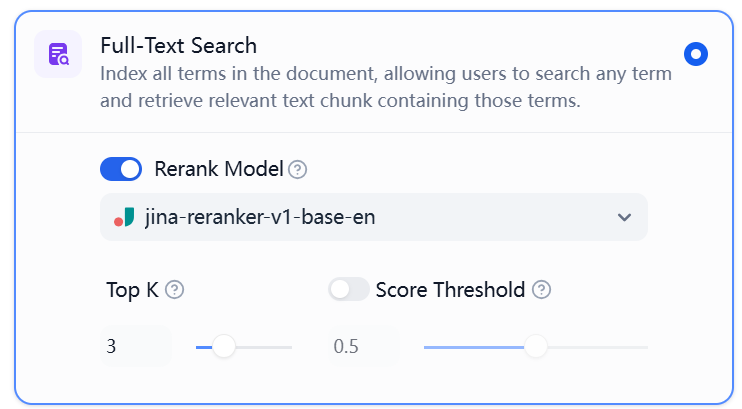 Full-Text Search
Index all terms in the document, allowing users to search any term
and retrieve relevant text chunk containing those terms.
Rerank Model
jina-reranker-v1-base-en
Top K
Score Threshold
3
0.5